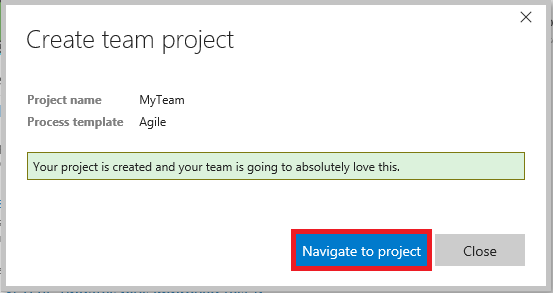 Create team project
Project name MyTeam
Process template Agile
Your project is created and your team is going to absolutely love this.
Navigate to project Close